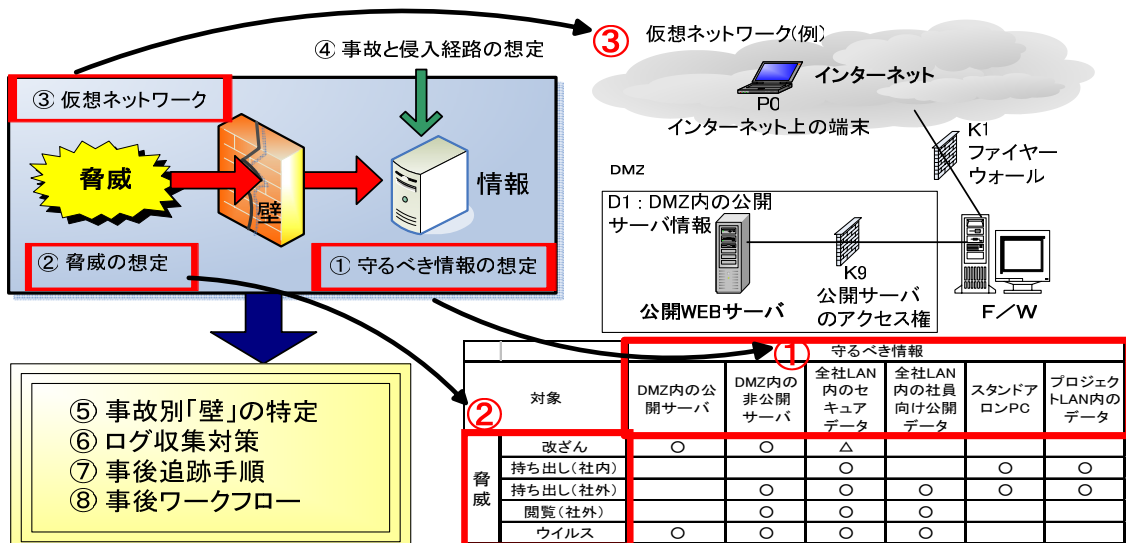 ④ 事故と侵入経路の想定
③ 仮想ネットワーク
脅威
壁
情報
② 脅威の想定
① 守るべき情報の想定
⑤ 事故別「壁」の特定
⑥ ログ収集対策
⑦ 事後追跡手順
⑧ 事後ワークフロー
③ 仮想ネットワーク(例)
インターネット
P0
インターネット上の端末
K1
ファイヤー
ウォール
DMZ
D1:DMZ内の公開
サーバ情報
K9
公開サーバ
のアクセス権
公開WEBサーバ
F/W
①
②
守るべき情報
対象
DMZ内の公
開サーバ
DMZ内の
非公開
サーバ
全社LAN
内のセ
キュア
データ
全社LAN
内の社員
向け公開
データ
スタンドア
ロンPC
プロジェク
トLAN内の
データ
脅威
改ざん ○ ○ △
持ち出し(社内) ○ ○ ○
持ち出し(社外) ○ ○ ○ ○ ○
閲覧(社外) ○ ○ ○
ウイルス ○ ○ ○ ○